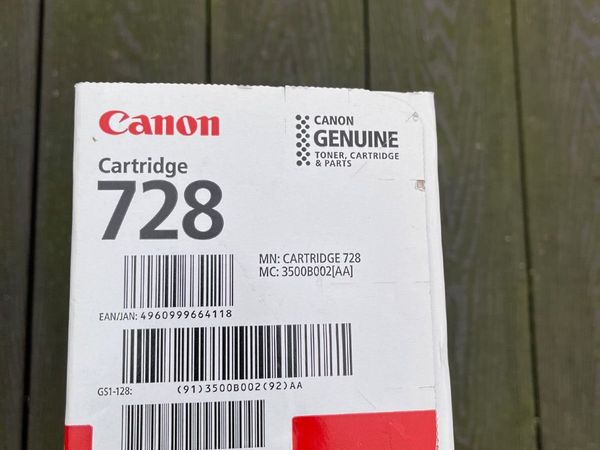 Canon
CANON
GENUINE
TONER, CARTRIDGE
& PARTS
Cartridge
728
MN: CARTRIDGE 728
MC: 3500B002[AA]
EAN/JAN: 4960999664118
GS1-128: (91)3500B002(92)AA